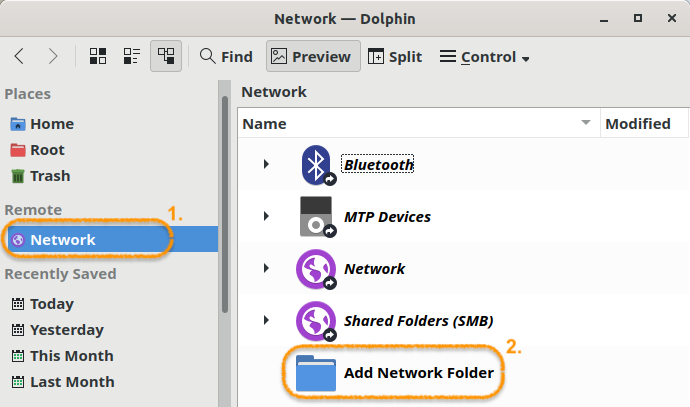 Network — Dolphin
Find
Preview
Split
Control
Places
Home
Root
Trash
Remote
1.
Network
Recently Saved
Today
Yesterday
This Month
Last Month
Network
Name
Modified
Bluetooth
MTP Devices
Network
Shared Folders (SMB)
2.
Add Network Folder